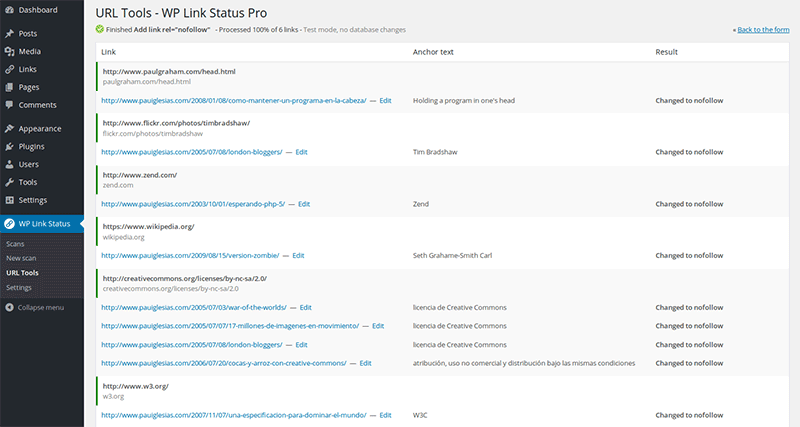 Dashboard
Posts
Media
Links
Pages
Comments
Appearance
Plugins
Users
Tools
Settings
WP Link Status
Scans
New scan
URL Tools
Settings
Collapse menu
URL Tools - WP Link Status Pro
Finished Add link rel="nofollow" - Processed 100% of 6 links - Test mode, no database changes
« Back to the form
Link Anchor text Result
http://www.paulgraham.com/head.html
paulgraham.com/head.html
http://www.pauiglesias.com/2008/01/08/como-mantener-un-programa-en-la-cabeza/ — Edit Holding a program in one's head Changed to nofollow
http://www.flickr.com/photos/timbradshaw/
flickr.com/photos/timbradshaw/
http://www.pauiglesias.com/2005/07/08/london-bloggers/ — Edit Tim Bradshaw Changed to nofollow
http://www.zend.com/
zend.com
http://www.pauiglesias.com/2003/10/01/esperando-php-5/ — Edit Zend Changed to nofollow
https://www.wikipedia.org/
wikipedia.org
http://www.pauiglesias.com/2009/08/15/version-zombie/ — Edit Seth Grahame-Smith Carl Changed to nofollow
http://creativecommons.org/licenses/by-nc-sa/2.0/
creativecommons.org/licenses/by-nc-sa/2.0
http://www.pauiglesias.com/2005/07/03/war-of-the-worlds/ — Edit licencia de Creative Commons Changed to nofollow
http://www.pauiglesias.com/2005/07/07/17-millones-de-imagenes-en-movimiento/ — Edit licencia de Creative Commons Changed to nofollow
http://www.pauiglesias.com/2005/07/08/london-bloggers/ — Edit licencia de Creative Commons Changed to nofollow
http://www.pauiglesias.com/2006/07/20/cocas-y-arroz-con-creative-commons/ — Edit atribución, uso no comercial y distribución bajo las mismas condiciones Changed to nofollow
http://www.w3.org/
w3.org
http://www.pauiglesias.com/2007/11/07/una-especificacion-para-dominar-el-mundo/ — Edit W3C Changed to nofollow